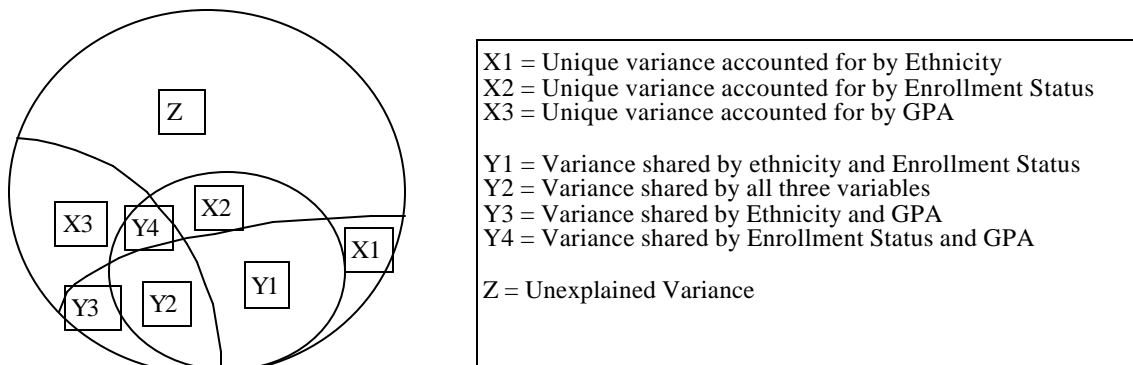 Z
X2
X3
Y4
X1
Y1
Y2
Y3
X1 = Unique variance accounted for by Ethnicity
X2 = Unique variance accounted for by Enrollment Status
X3 = Unique variance accounted for by GPA
Y1 = Variance shared by ethnicity and Enrollment Status
Y2 = Variance shared by all three variables
Y3 = Variance shared by Ethnicity and GPA
Y4 = Variance shared by Enrollment Status and GPA
Z = Unexplained Variance